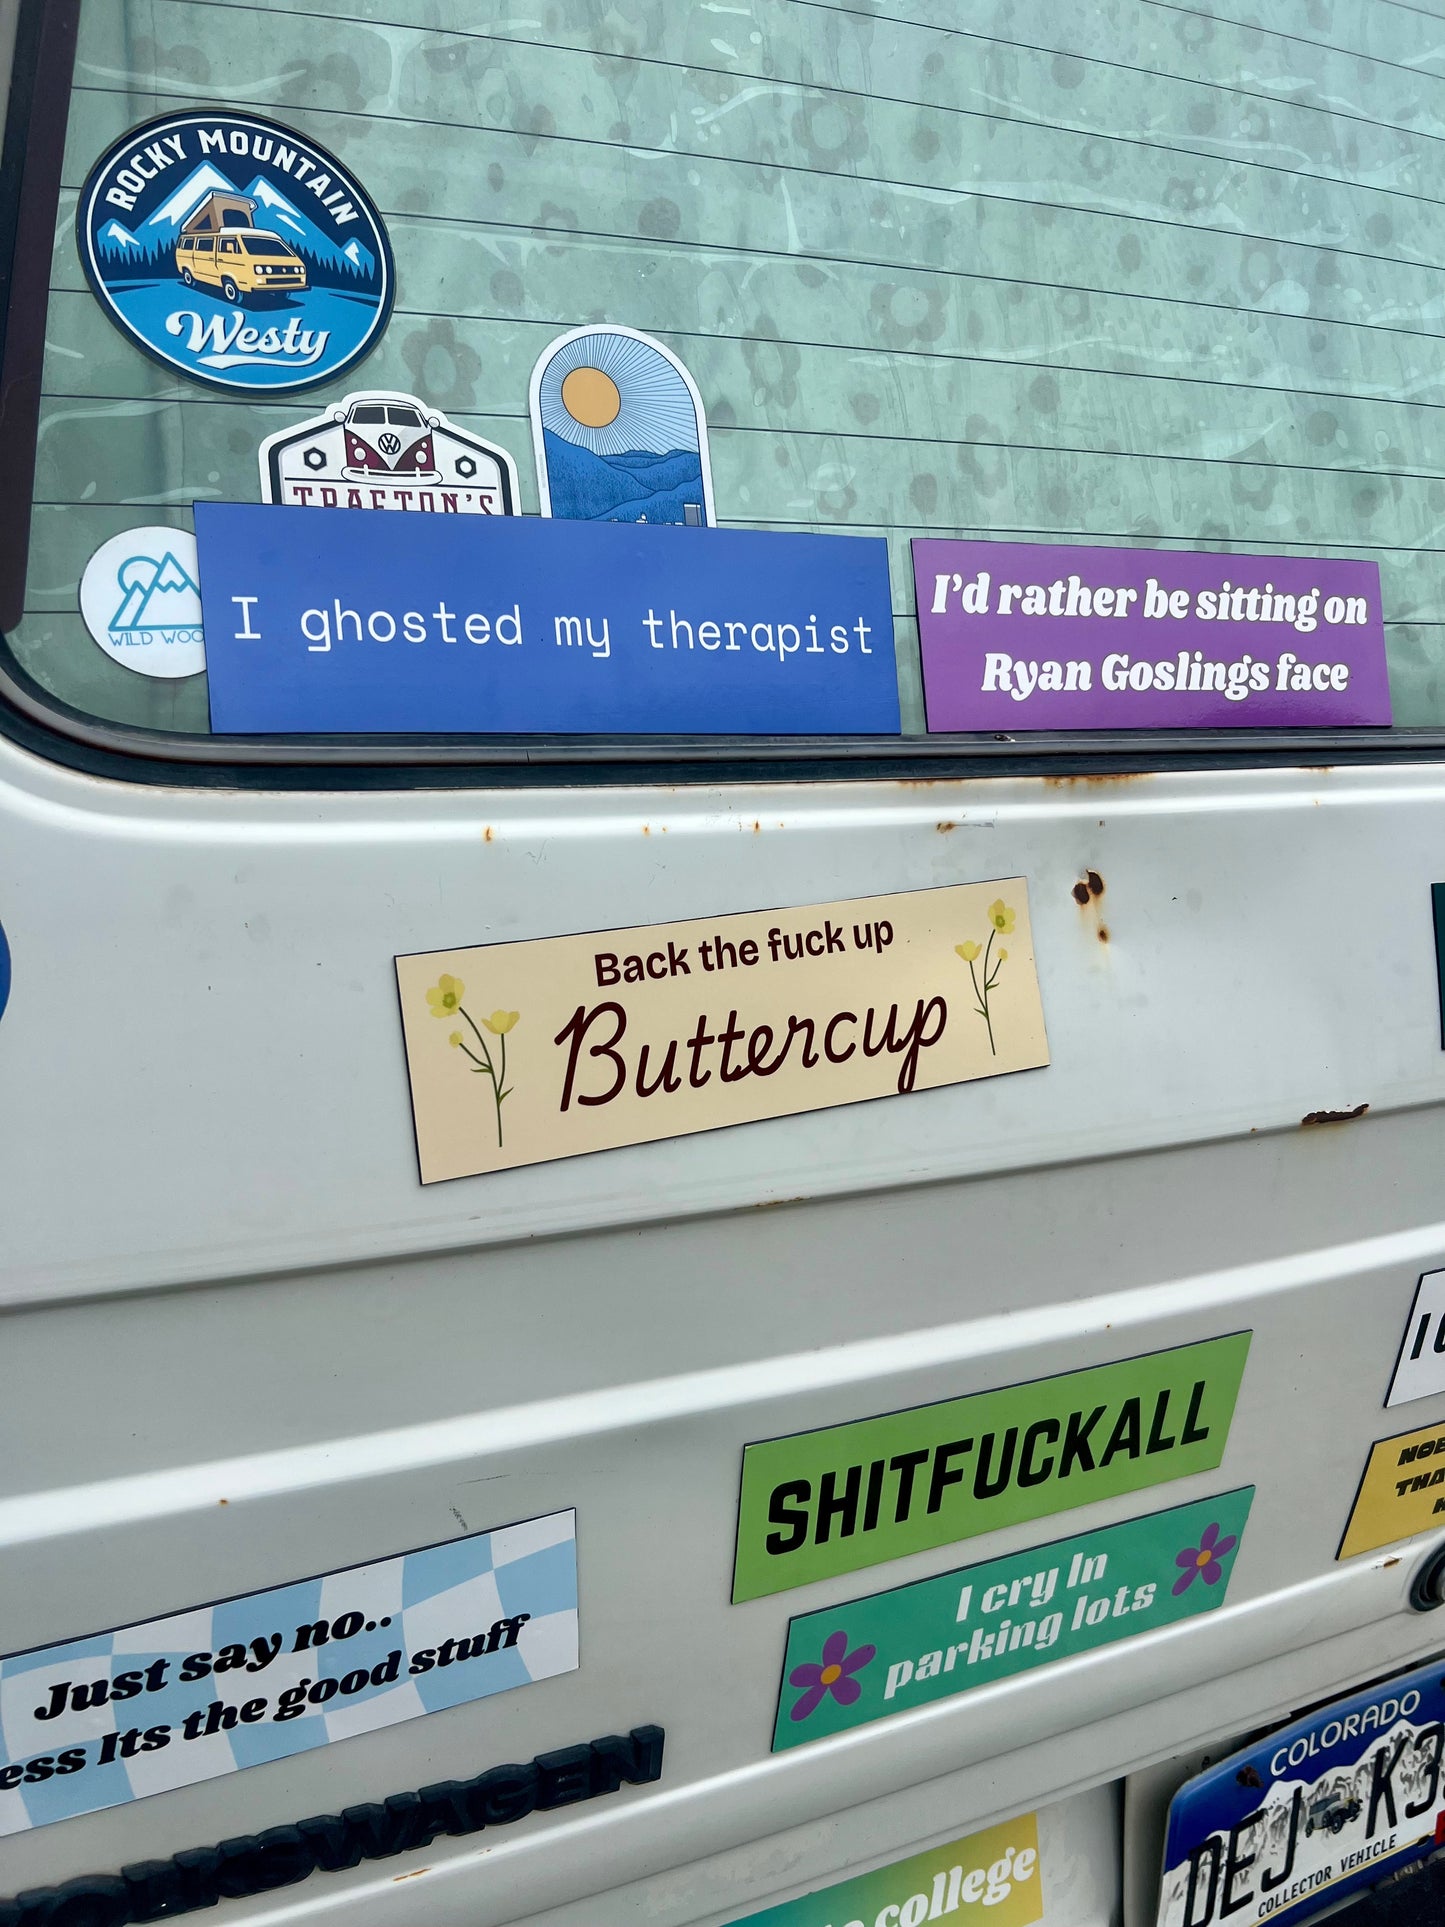 ROCKY MOUNTAIN
Westy
TRAFTON'S
WILD
I ghosted my therapist
I'd rather be sitting on
Ryan Goslings face
Back the fuck up
Buttercup
SHITFUCKALL
I cry In
parking lots
Just say no..
Its the good stuff
COLORADO
COLLECTOR VEHICLE
college